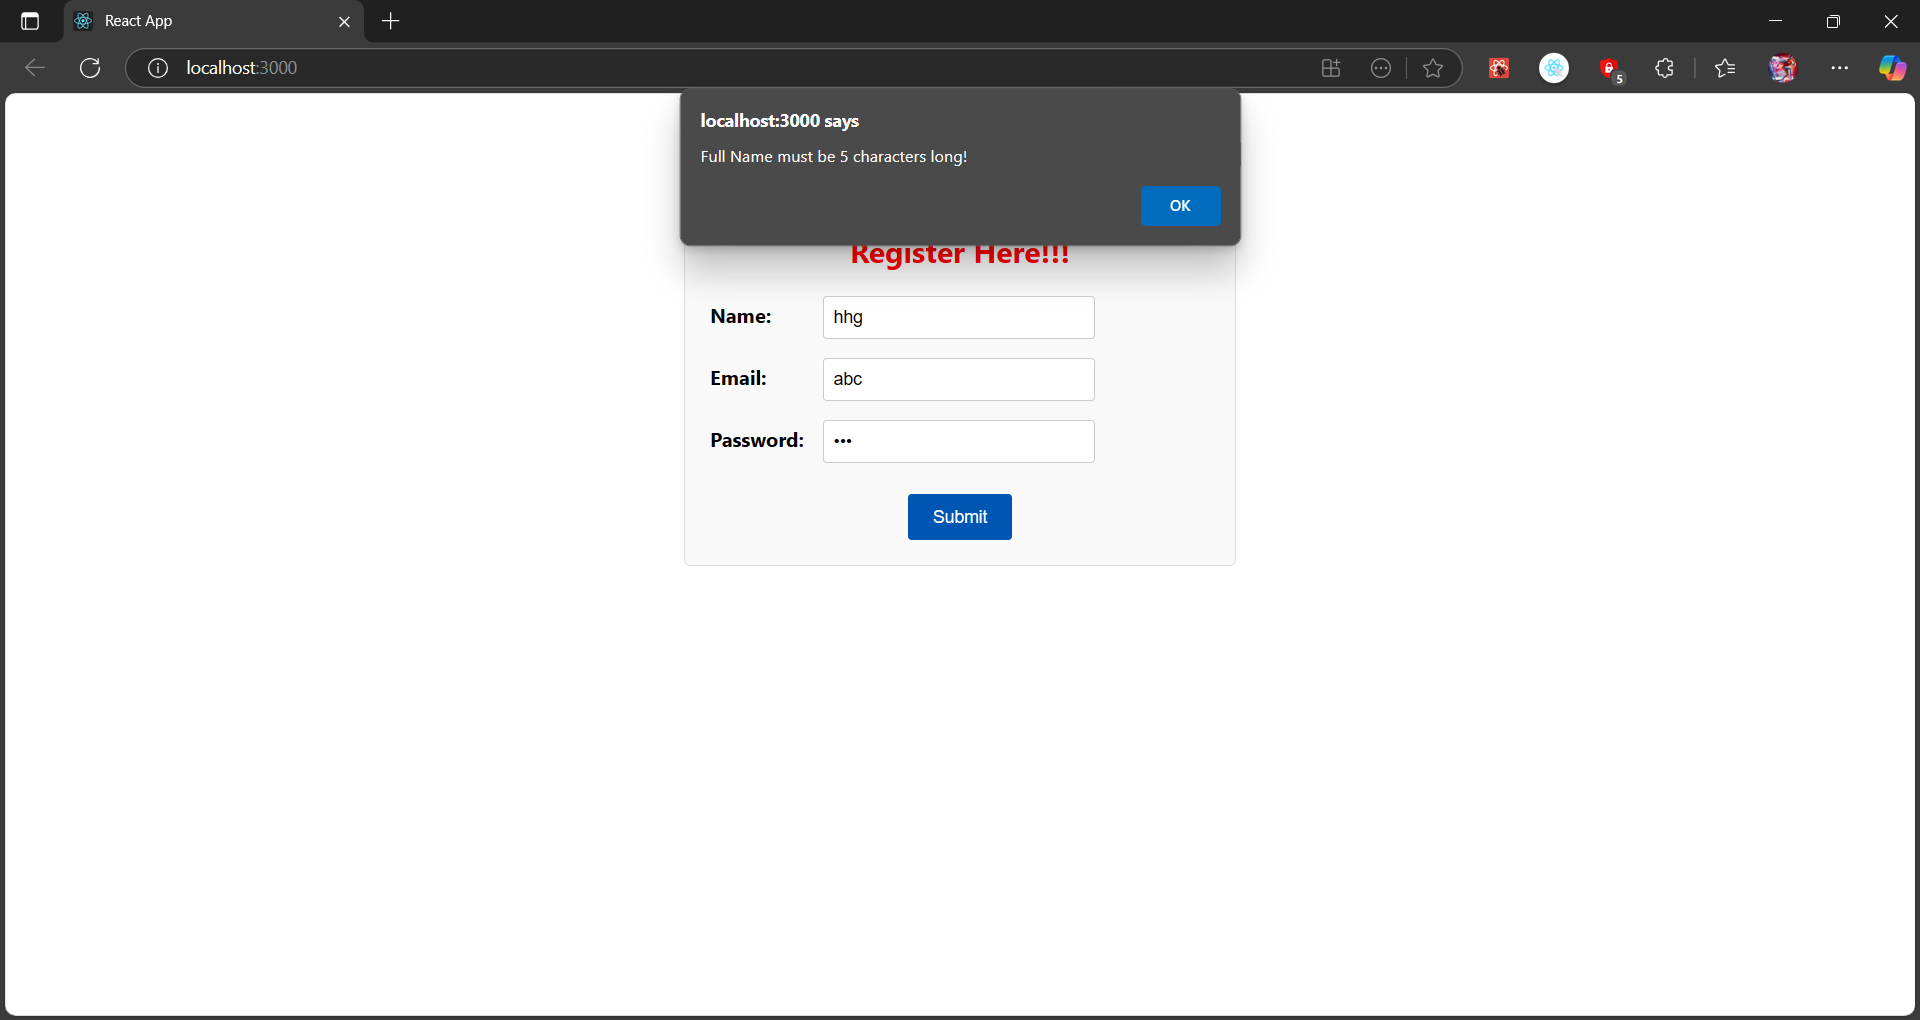 React App
localhost:3000
5
localhost:3000 says
Full Name must be 5 characters long!
OK
Register Here!!!
Name: hhg
Email: abc
Password: •••
Submit